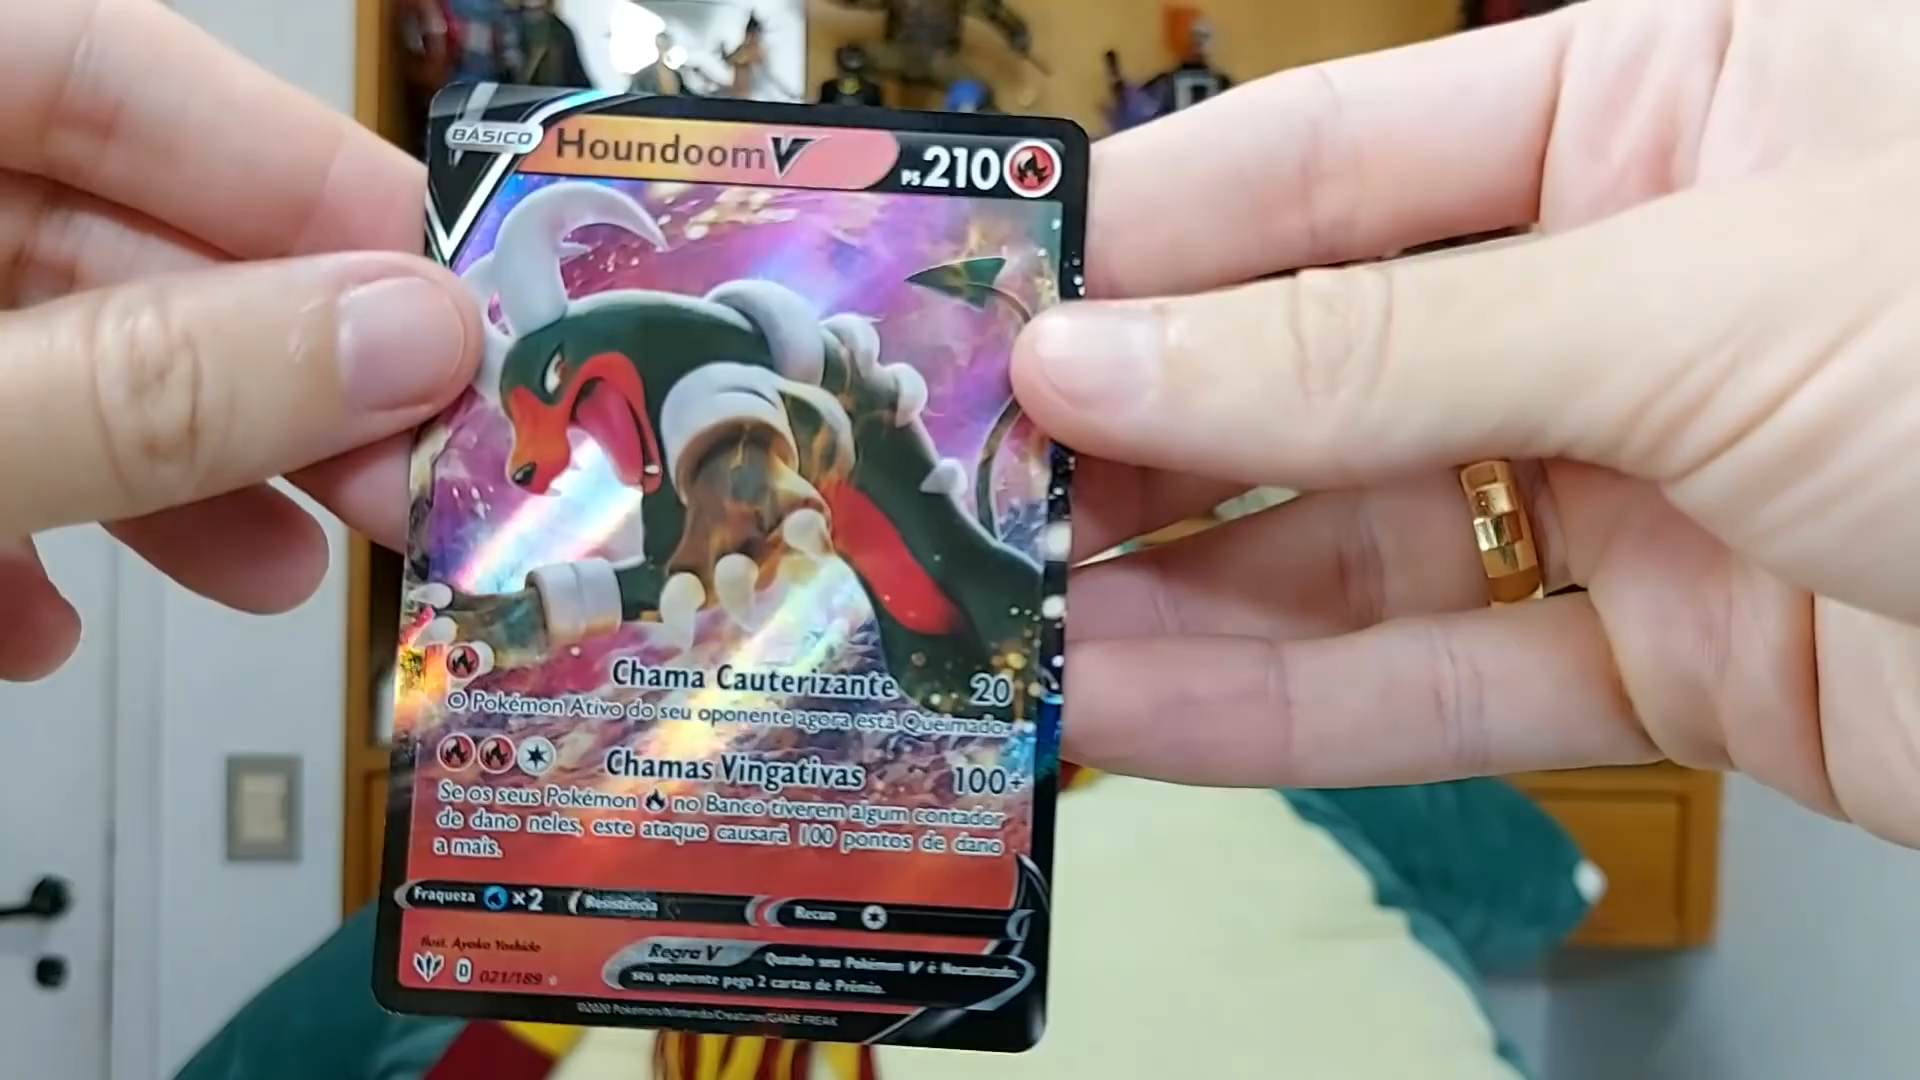 BÁSICO Houndoom V PS 210
Chama Cauterizante 20
O Pokémon Ativo do seu oponente agora está Queimado.
Chamas Vingativas 100+
Se os seus Pokémon no Banco tiverem algum contador
de dano neles, este ataque causará 100 pontos de dano
a mais.
Fraqueza ×2 Resistência Recuo
Ilust. Ayaka Yoshida
Regra V Quando seu Pokémon V é Nocauteado,
seu oponente pega 2 cartas de Prêmio.
D 021/189
©2020 Pokémon/Nintendo/Creatures/GAME FREAK